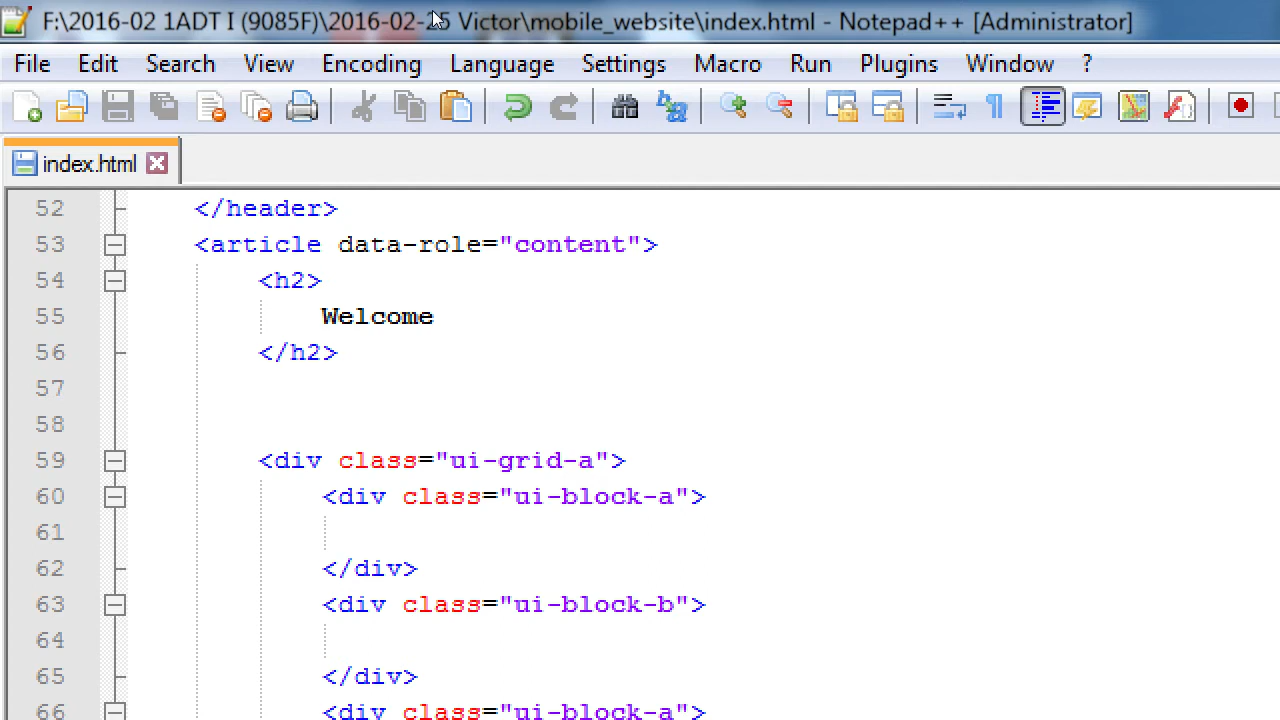 F:\2016-02 1ADT I (9085F)\2016-02-25 Victor\mobile_website\index.html - Notepad++ [Administrator]
File Edit Search View Encoding Language Settings Macro Run Plugins Window ?
index.html
52 </header>
53 <article data-role="content">
54 <h2>
55 Welcome
56 </h2>
57
58
59 <div class="ui-grid-a">
60 <div class="ui-block-a">
61
62 </div>
63 <div class="ui-block-b">
64
65 </div>
66 <div class="ui-block-a">